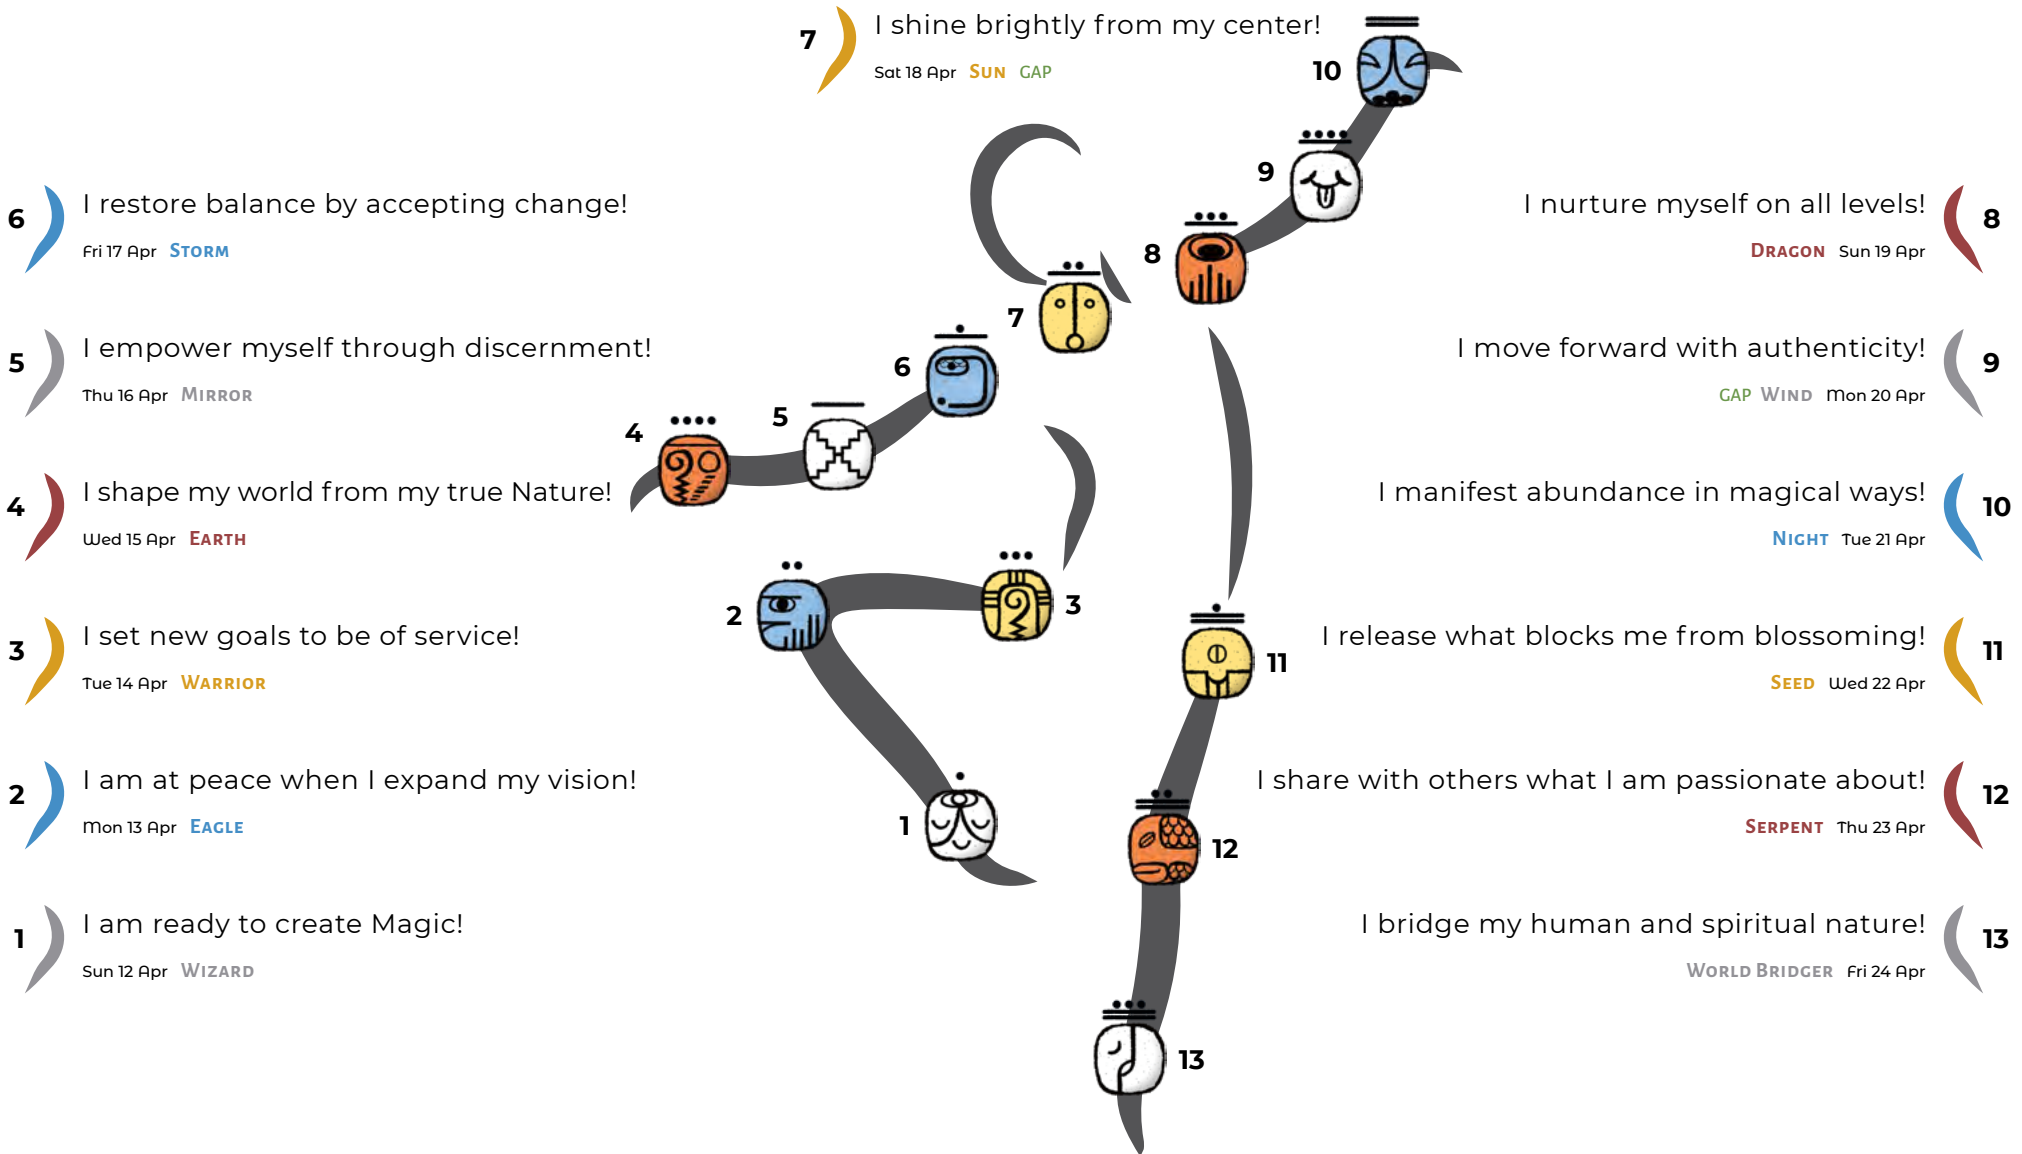 7
I shine brightly from my center!
Sat 18 Apr SUN GAP
6
I restore balance by accepting change!
Fri 17 Apr STORM
5
I empower myself through discernment!
Thu 16 Apr MIRROR
4
I shape my world from my true Nature!
Wed 15 Apr EARTH
3
I set new goals to be of service!
Tue 14 Apr WARRIOR
2
I am at peace when I expand my vision!
Mon 13 Apr EAGLE
1
I am ready to create Magic!
Sun 12 Apr WIZARD
10
9
8
7
6
5
4
3
2
1
11
12
13
I nurture myself on all levels!
8
DRAGON Sun 19 Apr
I move forward with authenticity!
9
GAP WIND Mon 20 Apr
I manifest abundance in magical ways!
10
NIGHT Tue 21 Apr
I release what blocks me from blossoming!
11
SEED Wed 22 Apr
I share with others what I am passionate about!
12
SERPENT Thu 23 Apr
I bridge my human and spiritual nature!
13
WORLD BRIDGER Fri 24 Apr